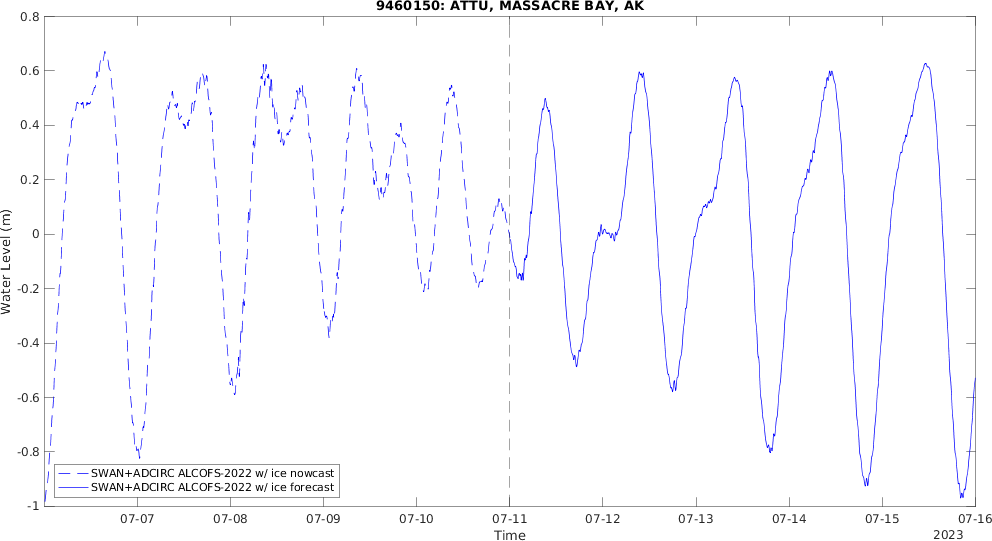 9460150: ATTU, MASSACRE BAY, AK
Water Level (m)
0.8
0.6
0.4
0.2
0
-0.2
-0.4
-0.6
-0.8
-1
SWAN+ADCIRC ALCOFS-2022 w/ ice nowcast
SWAN+ADCIRC ALCOFS-2022 w/ ice forecast
07-07 07-08 07-09 07-10 07-11 07-12 07-13 07-14 07-15 07-16
Time
2023